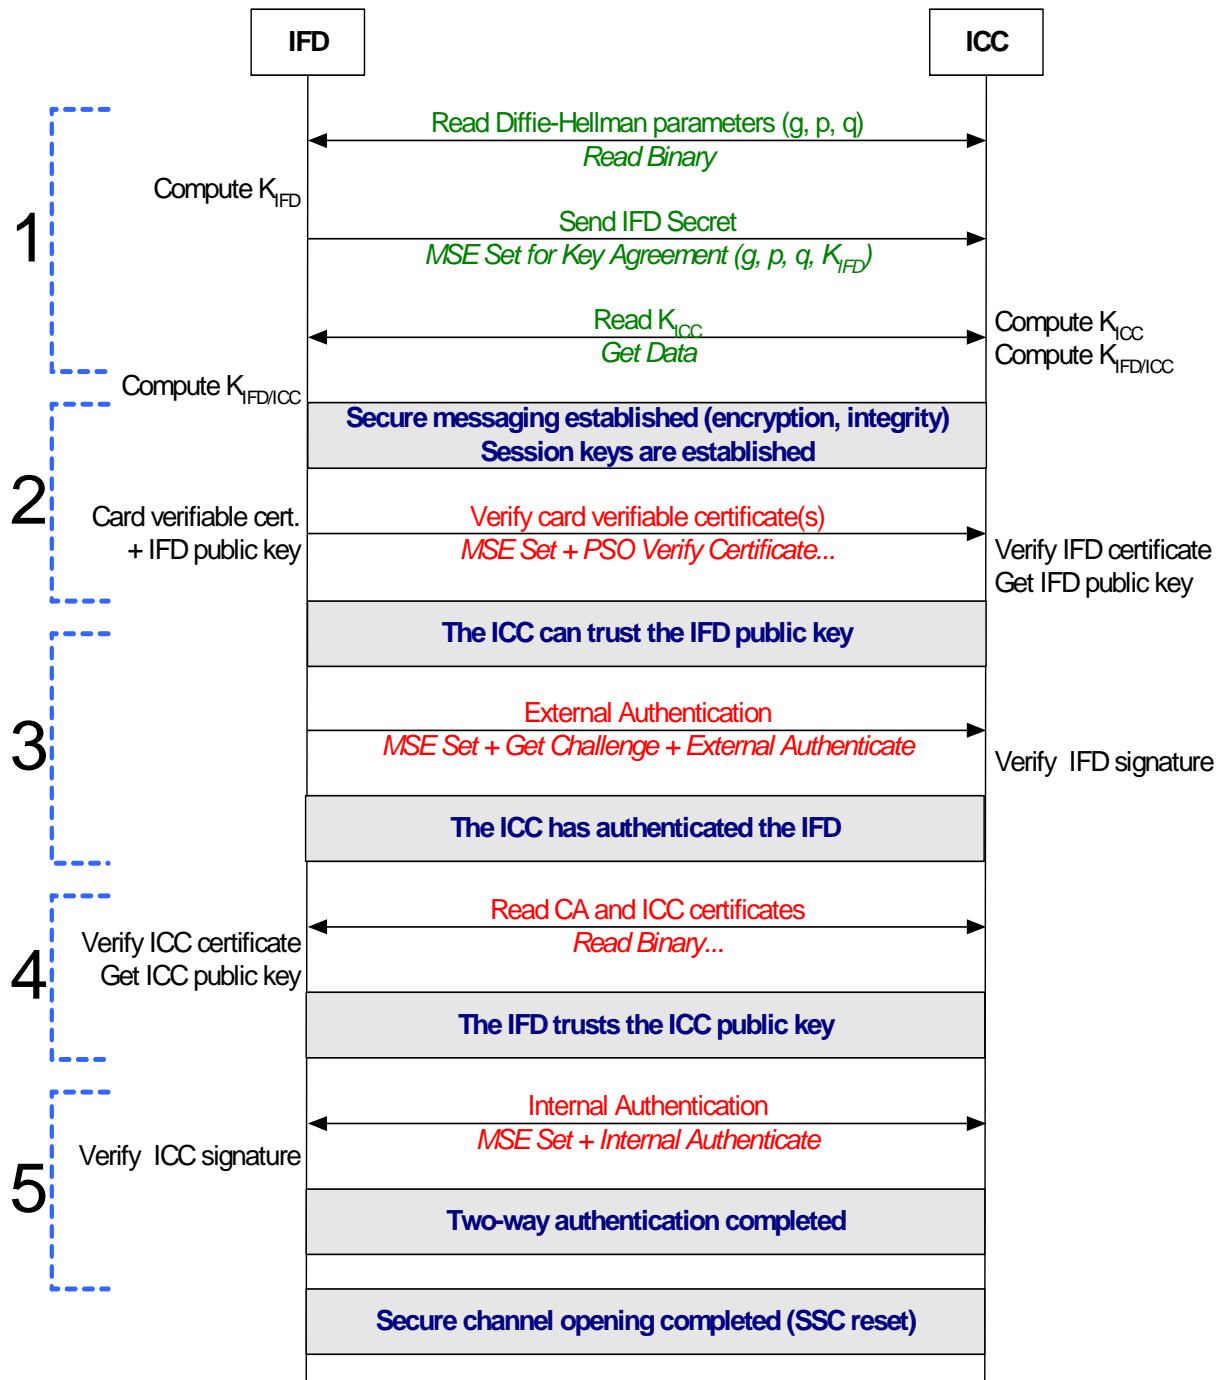 IFD
ICC
Read Diffie-Hellman parameters (g, p, q)
Read Binary
Compute K_IFD
1
Send IFD Secret
MSE Set for Key Agreement (g, p, q, K_IFD)
Read K_ICC
Get Data
Compute K_ICC
Compute K_IFD/ICC
Compute K_IFD/ICC
Secure messaging established (encryption, integrity)
Session keys are established
2
Card verifiable cert.
+ IFD public key
Verify card verifiable certificate(s)
MSE Set + PSO Verify Certificate...
Verify IFD certificate
Get IFD public key
The ICC can trust the IFD public key
3
External Authentication
MSE Set + Get Challenge + External Authenticate
Verify IFD signature
The ICC has authenticated the IFD
4
Read CA and ICC certificates
Read Binary...
Verify ICC certificate
Get ICC public key
The IFD trusts the ICC public key
5
Internal Authentication
MSE Set + Internal Authenticate
Verify ICC signature
Two-way authentication completed
Secure channel opening completed (SSC reset)